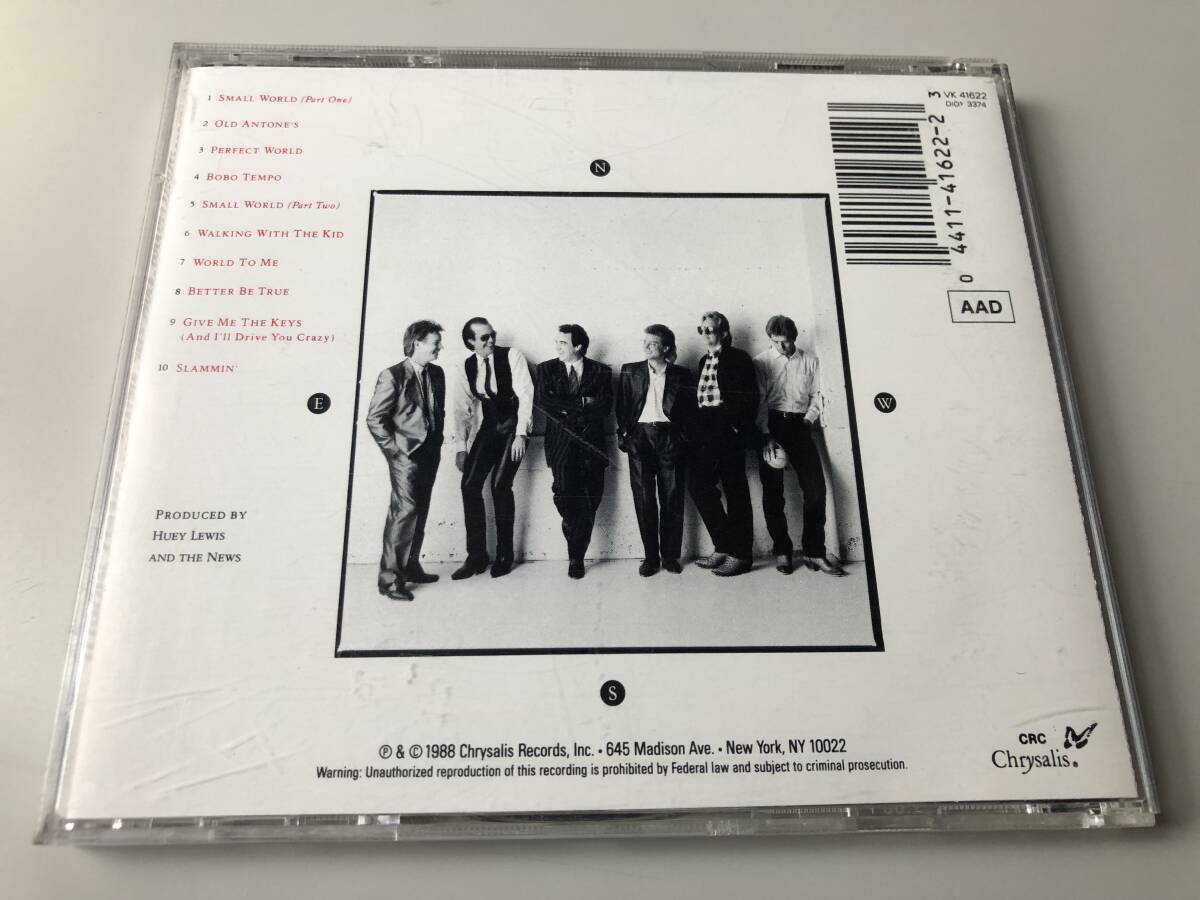 1 SMALL WORLD (Part One)
2 OLD ANTONE'S
3 PERFECT WORLD
4 BOBO TEMPO
5 SMALL WORLD (Part Two)
6 WALKING WITH THE KID
7 WORLD TO ME
8 BETTER BE TRUE
9 GIVE ME THE KEYS
(AND I'LL DRIVE YOU CRAZY)
10 SLAMMIN'
PRODUCED BY
HUEY LEWIS
AND THE NEWS
N
E
W
S
VK 41622
DIDY 3374
0 4411-41622-2 3
AAD
℗ & © 1988 Chrysalis Records, Inc. • 645 Madison Ave. • New York, NY 10022
Warning: Unauthorized reproduction of this recording is prohibited by Federal law and subject to criminal prosecution.
CRC
Chrysalis®